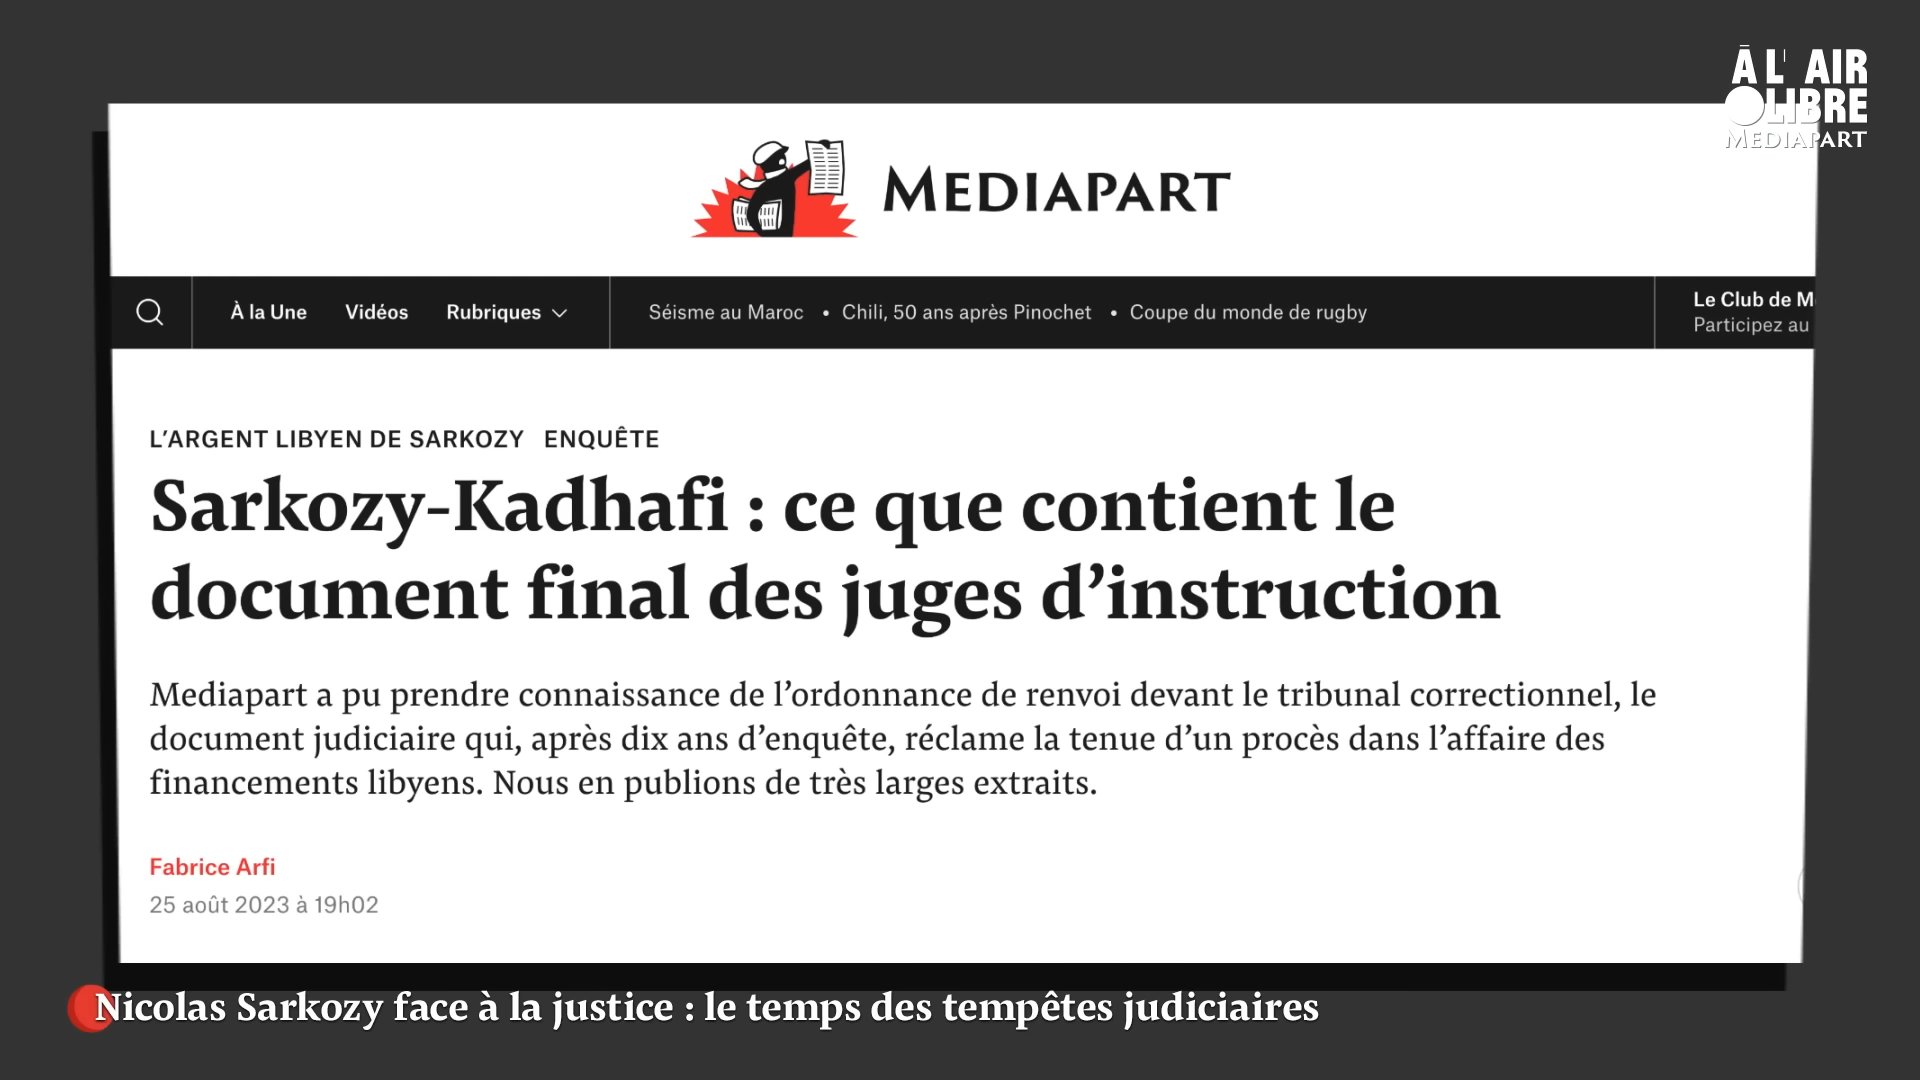 À L' AIR
LIBRE
MEDIAPART
MEDIAPART
À la Une Vidéos Rubriques Séisme au Maroc • Chili, 50 ans après Pinochet • Coupe du monde de rugby
Le Club de M
Participez au
L’ARGENT LIBYEN DE SARKOZY ENQUÊTE
Sarkozy-Kadhafi : ce que contient le
document final des juges d’instruction
Mediapart a pu prendre connaissance de l’ordonnance de renvoi devant le tribunal correctionnel, le
document judiciaire qui, après dix ans d’enquête, réclame la tenue d’un procès dans l’affaire des
financements libyens. Nous en publions de très larges extraits.
Fabrice Arfi
25 août 2023 à 19h02
Nicolas Sarkozy face à la justice : le temps des tempêtes judiciaires